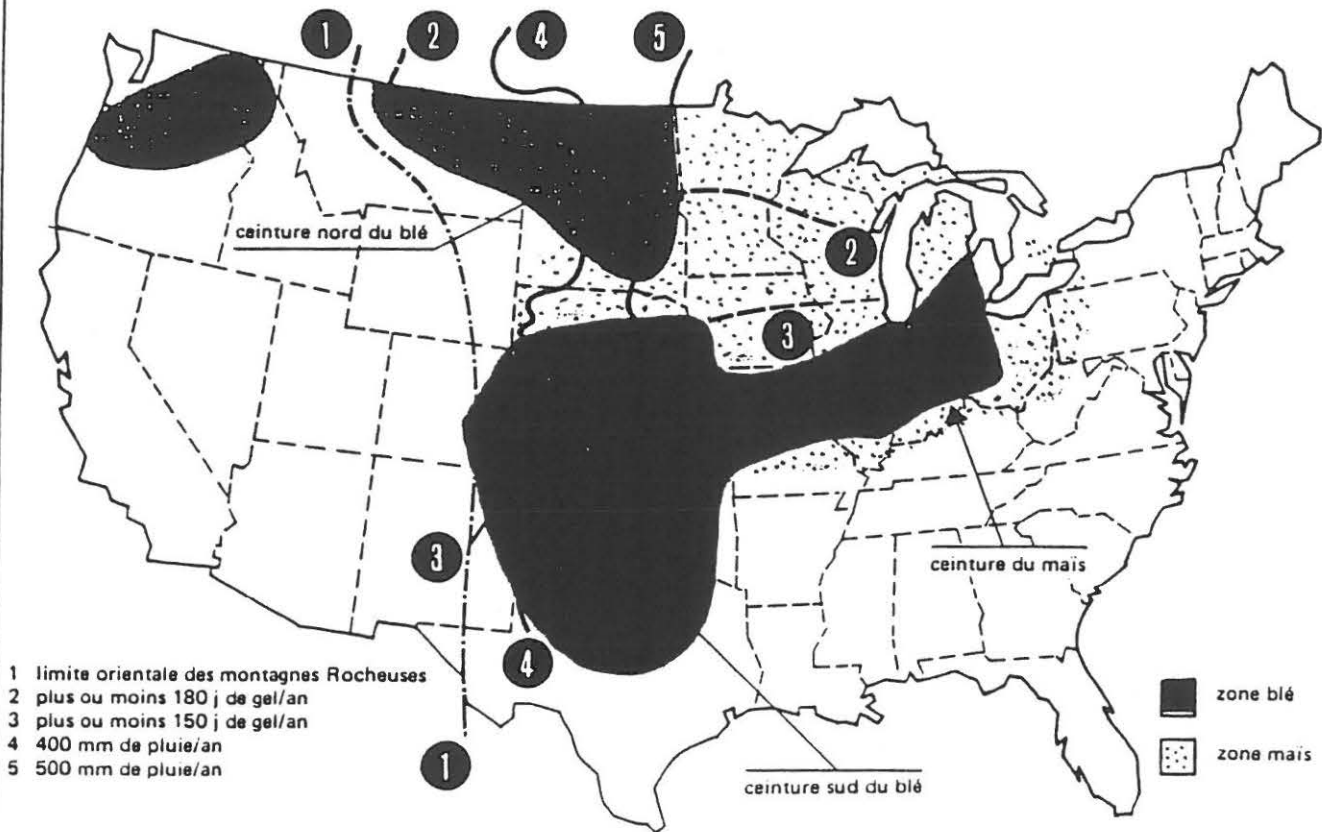 1 2 4 5
ceinture nord du blé
2
3
3
ceinture du maïs
4
1 limite orientale des montagnes Rocheuses
2 plus ou moins 180 j de gel/an
3 plus ou moins 150 j de gel/an
4 400 mm de pluie/an
5 500 mm de pluie/an
1
ceinture sud du blé
zone blé
zone maïs